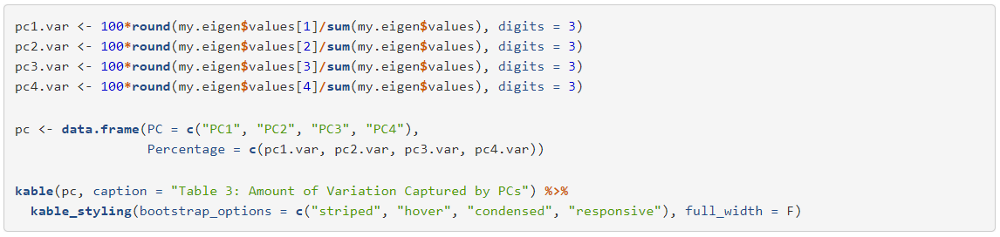 pc1.var <- 100*round(my.eigen$values[1]/sum(my.eigen$values), digits = 3)
pc2.var <- 100*round(my.eigen$values[2]/sum(my.eigen$values), digits = 3)
pc3.var <- 100*round(my.eigen$values[3]/sum(my.eigen$values), digits = 3)
pc4.var <- 100*round(my.eigen$values[4]/sum(my.eigen$values), digits = 3)
pc <- data.frame(PC = c("PC1", "PC2", "PC3", "PC4"),
                 Percentage = c(pc1.var, pc2.var, pc3.var, pc4.var))
kable(pc, caption = "Table 3: Amount of Variation Captured by PCs") %>%
  kable_styling(bootstrap_options = c("striped", "hover", "condensed", "responsive"), full_width = F)